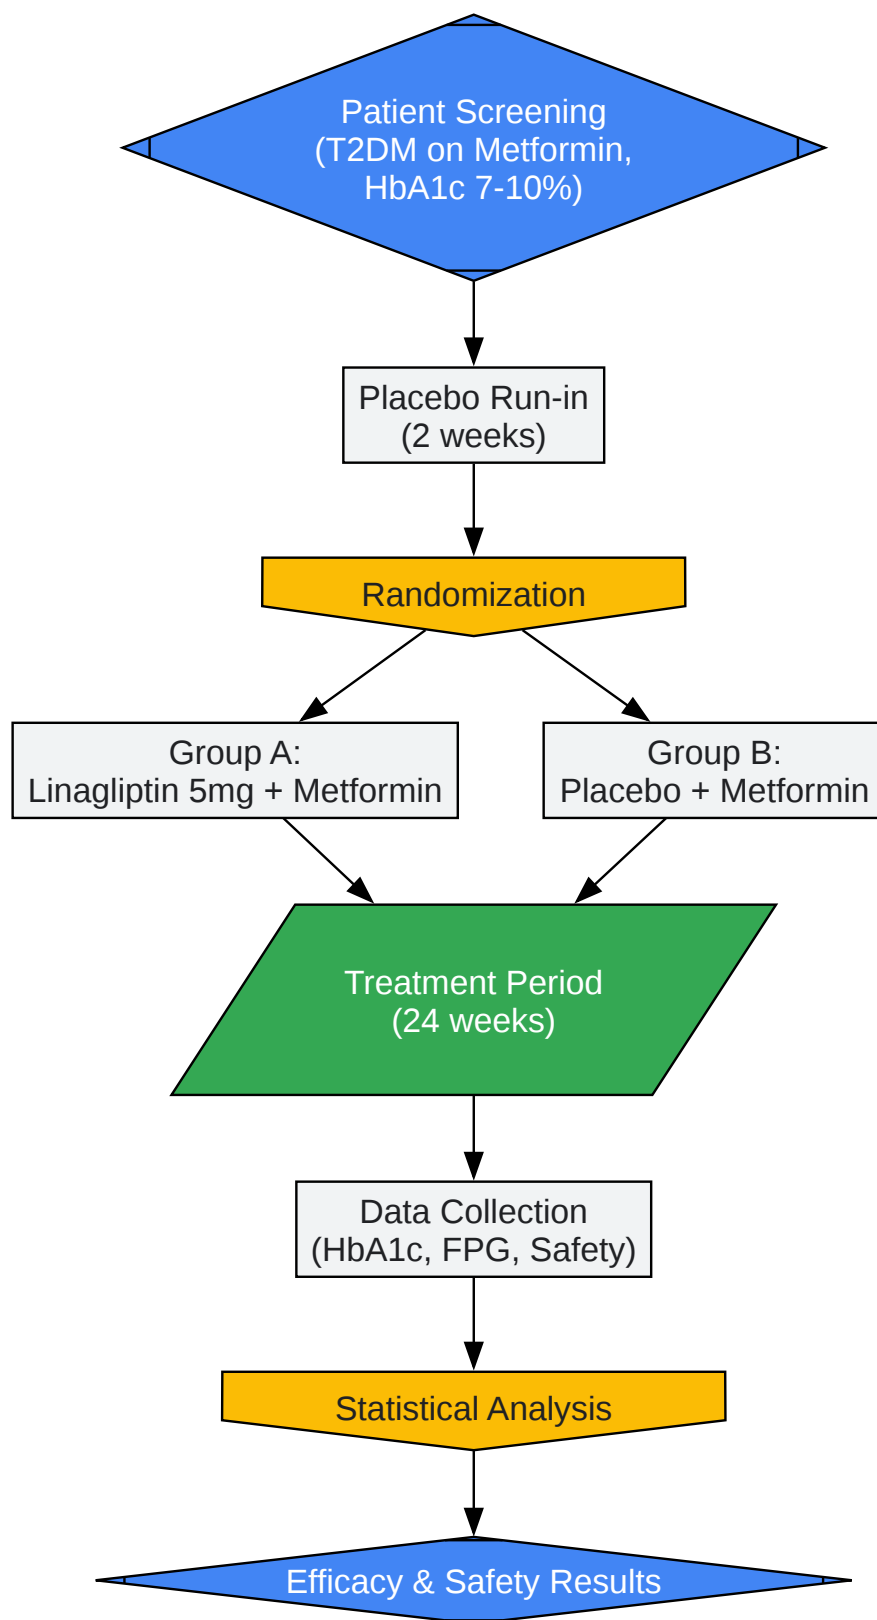 Patient Screening
(T2DM on Metformin,
HbA1c 7-10%)
Placebo Run-in
(2 weeks)
Randomization
Group A:
Linagliptin 5mg + Metformin
Group B:
Placebo + Metformin
Treatment Period
(24 weeks)
Data Collection
(HbA1c, FPG, Safety)
Statistical Analysis
Efficacy & Safety Results